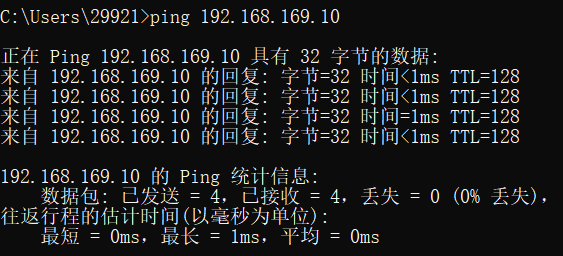 C:\Users\29921>ping 192.168.169.10
正在 Ping 192.168.169.10 具有 32 字节的数据:
来自 192.168.169.10 的回复: 字节=32 时间<1ms TTL=128
来自 192.168.169.10 的回复: 字节=32 时间<1ms TTL=128
来自 192.168.169.10 的回复: 字节=32 时间=1ms TTL=128
来自 192.168.169.10 的回复: 字节=32 时间<1ms TTL=128
192.168.169.10 的 Ping 统计信息:
数据包: 已发送 = 4，已接收 = 4，丢失 = 0 (0% 丢失)，
往返行程的估计时间(以毫秒为单位):
最短 = 0ms，最长 = 1ms，平均 = 0ms